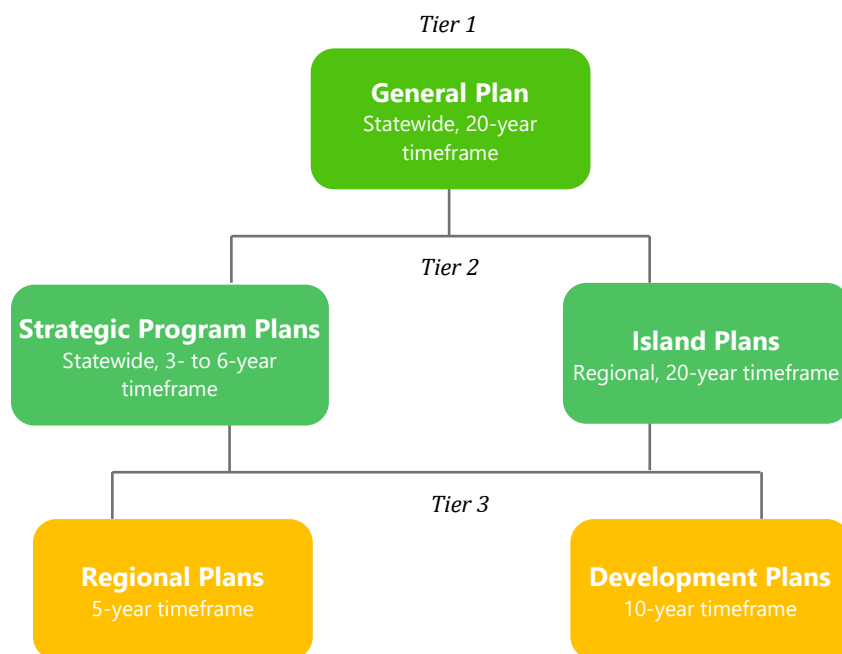 Tier 1
General Plan
Statewide, 20-year
timeframe
Tier 2
Strategic Program Plans
Statewide, 3- to 6-year
timeframe
Island Plans
Regional, 20-year timeframe
Tier 3
Regional Plans
5-year timeframe
Development Plans
10-year timeframe